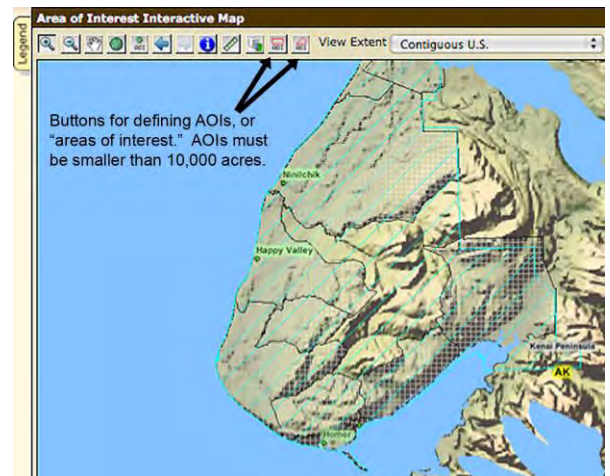 Area of Interest Interactive Map
Legend
View Extent Contiguous U.S.
Buttons for defining AOIs, or
“areas of interest.” AOIs must
be smaller than 10,000 acres.
Ninilchik
Happy Valley
Kenai Peninsula
AK
Homer